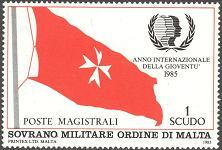 ANNO INTERNAZIONALE
DELLA GIOVENTU'
1985
POSTE MAGISTRALI
1
SCUDO
SOVRANO MILITARE ORDINE DI MALTA
PRINTEX LTD. MALTA
1985